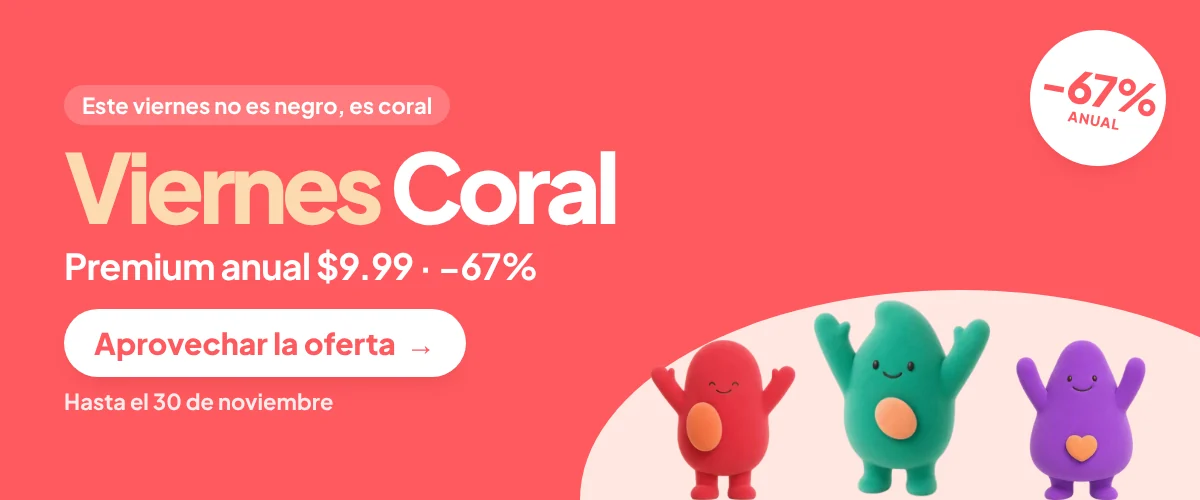 Este viernes no es negro, es coral
Viernes Coral
Premium anual $9.99 · –67%
Aprovechar la oferta →
Hasta el 30 de noviembre
–67%
ANUAL